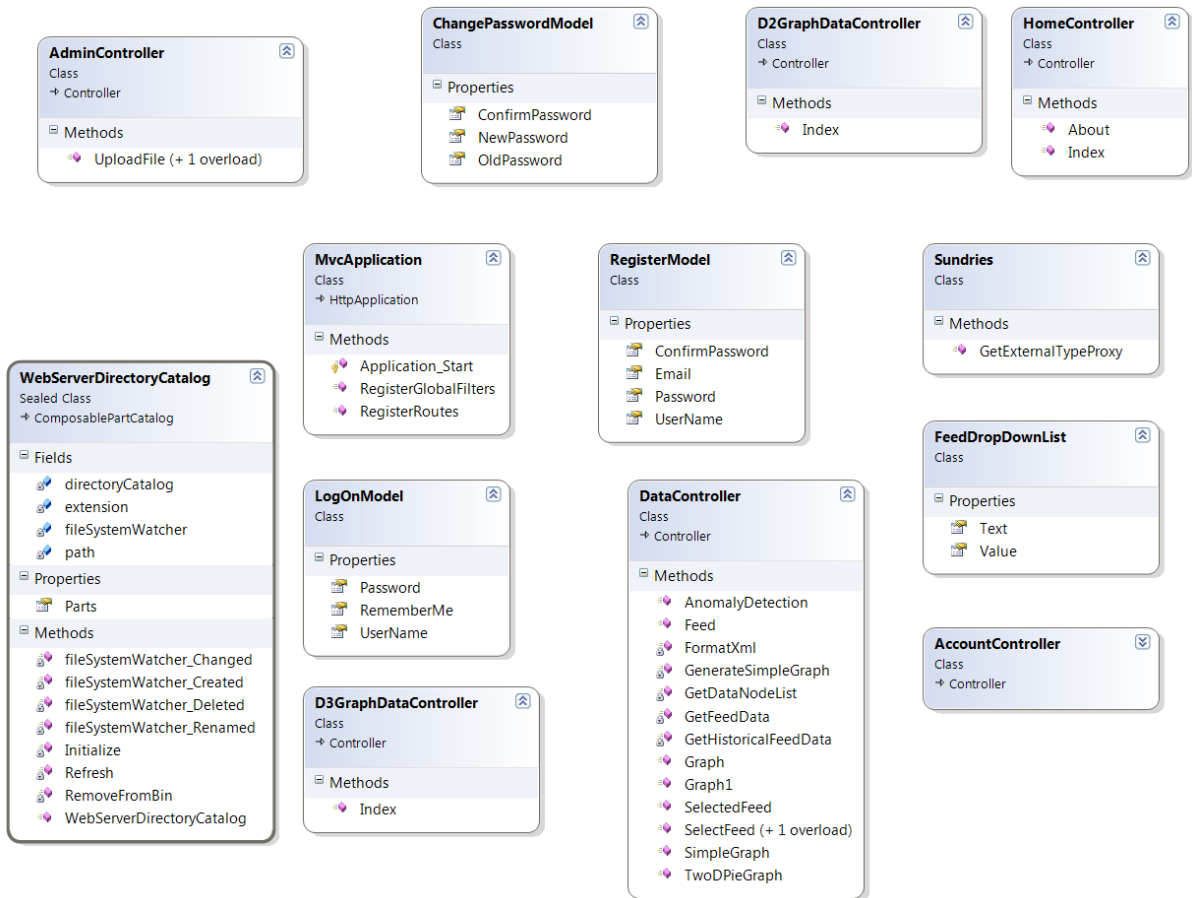 AdminController
Class
Controller
Methods
UploadFile (+ 1 overload)
ChangePasswordModel
Class
Properties
ConfirmPassword
NewPassword
OldPassword
D2GraphDataController
Class
Controller
Methods
Index
HomeController
Class
Controller
Methods
About
Index
MvcApplication
Class
HttpApplication
Methods
Application_Start
RegisterGlobalFilters
RegisterRoutes
RegisterModel
Class
Properties
ConfirmPassword
Email
Password
UserName
Sundries
Class
Methods
GetExternalTypeProxy
WebServerDirectoryCatalog
Sealed Class
ComposablePartCatalog
Fields
directoryCatalog
extension
fileSystemWatcher
path
Properties
Parts
Methods
fileSystemWatcher_Changed
fileSystemWatcher_Created
fileSystemWatcher_Deleted
fileSystemWatcher_Renamed
Initialize
Refresh
RemoveFromBin
WebServerDirectoryCatalog
LogOnModel
Class
Properties
Password
RememberMe
UserName
D3GraphDataController
Class
Controller
Methods
Index
DataController
Class
Controller
Methods
AnomalyDetection
Feed
FormatXml
GenerateSimpleGraph
GetDataNodeList
GetFeedData
GetHistoricalFeedData
Graph
Graph1
SelectedFeed
SelectFeed (+ 1 overload)
SimpleGraph
TwoDPieGraph
FeedDropDownList
Class
Properties
Text
Value
AccountController
Class
Controller